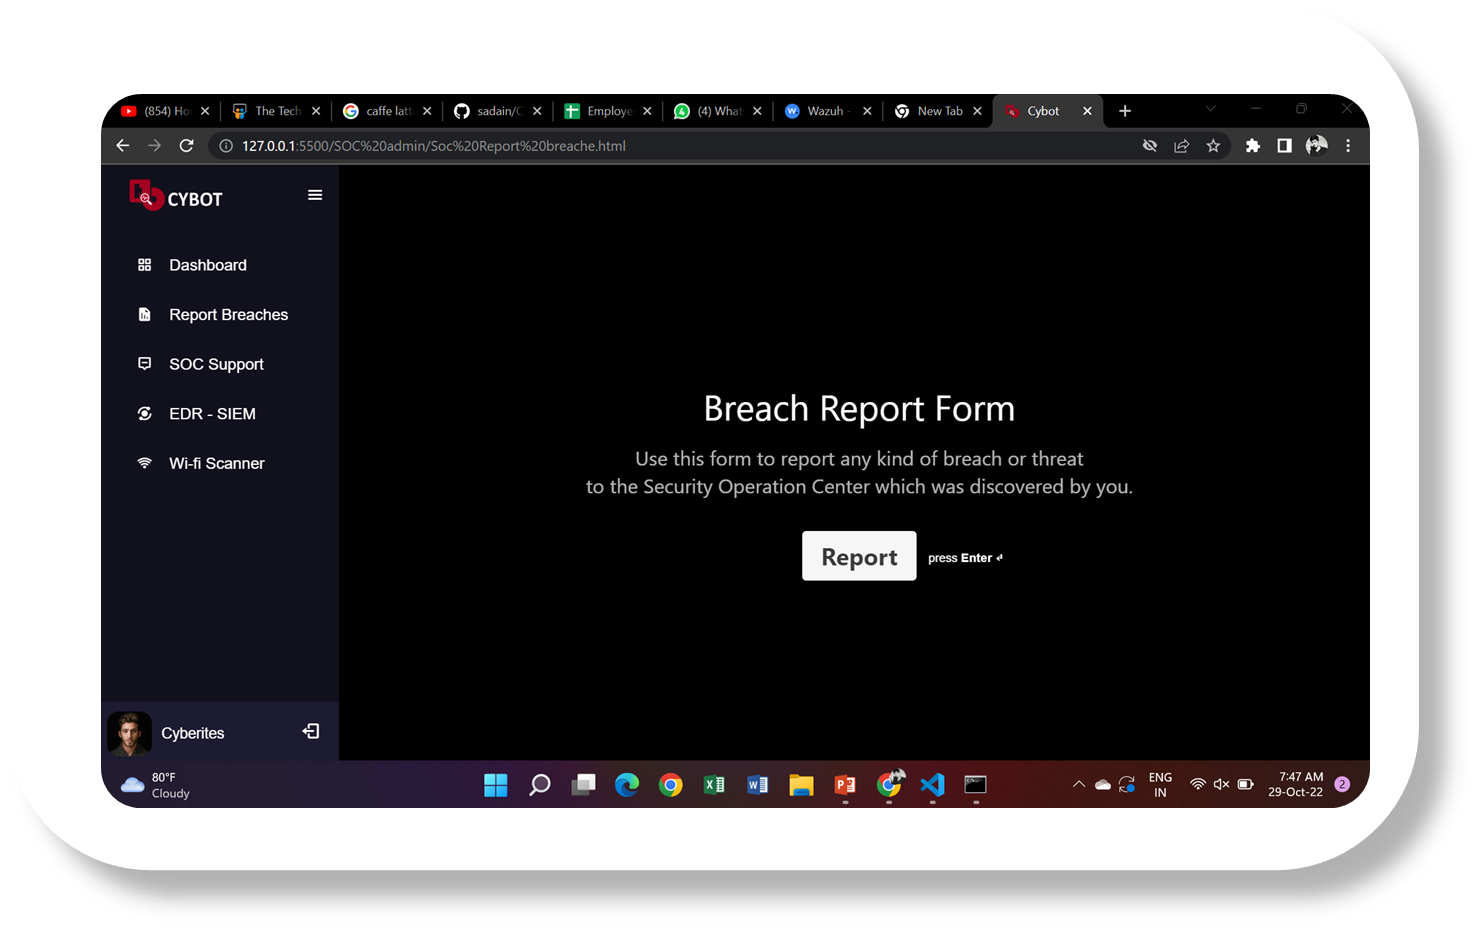 (854) Ho
The Tech
caffe latt
sadain/C
Employe
(4) What
Wazuh -
New Tab
Cybot
127.0.0.1:5500/SOC%20admin/Soc%20Report%20breache.html
CYBOT
Dashboard
Report Breaches
SOC Support
EDR - SIEM
Wi-fi Scanner
Breach Report Form
Use this form to report any kind of breach or threat
to the Security Operation Center which was discovered by you.
Report
press Enter ↵
Cyberites
80°F
Cloudy
ENG
IN
7:47 AM
29-Oct-22
2